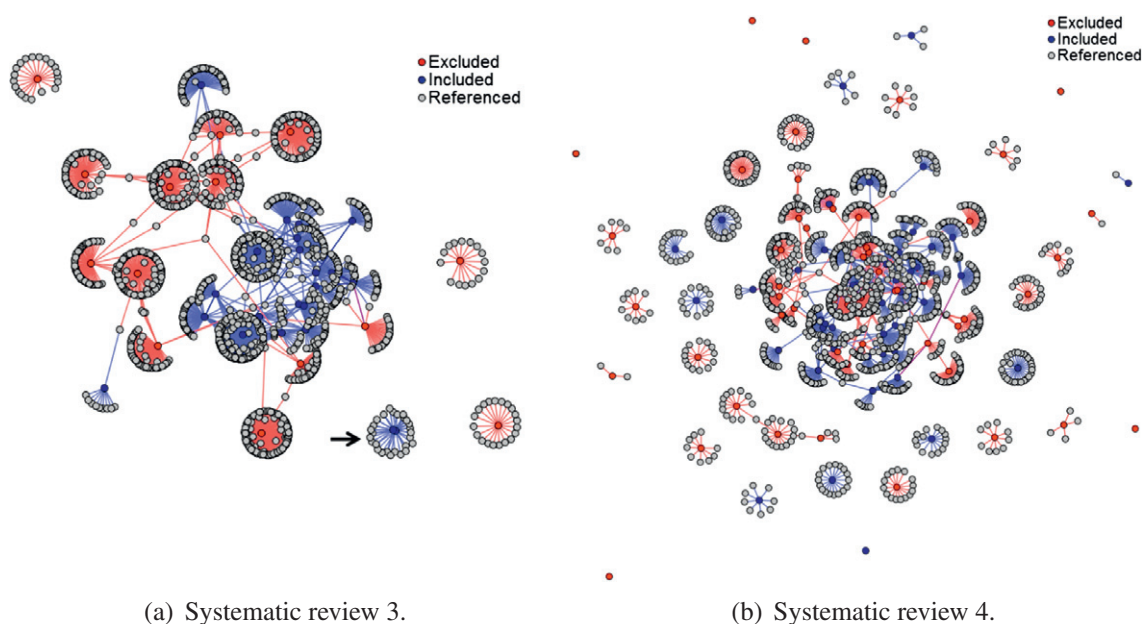 Excluded
Included
Referenced
Excluded
Included
Referenced
(a) Systematic review 3.
(b) Systematic review 4.